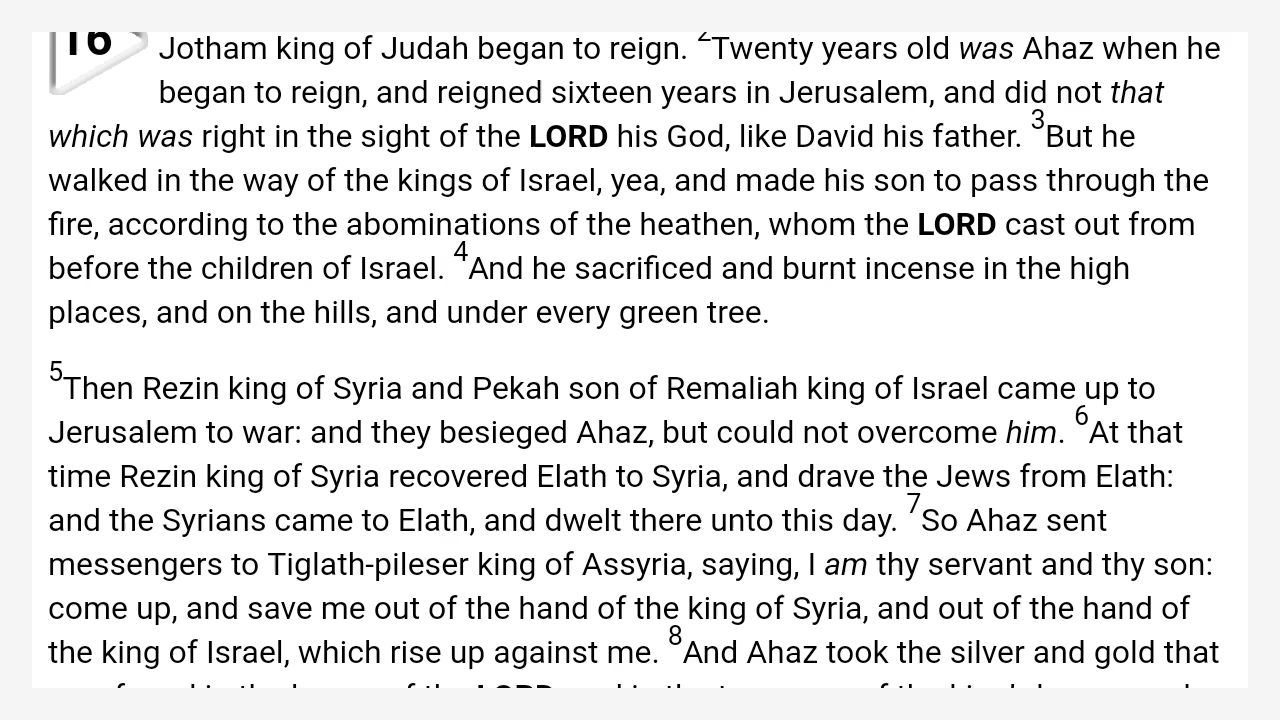 16 Jotham king of Judah began to reign. 2Twenty years old was Ahaz when he
began to reign, and reigned sixteen years in Jerusalem, and did not that
which was right in the sight of the LORD his God, like David his father. 3But he
walked in the way of the kings of Israel, yea, and made his son to pass through the
fire, according to the abominations of the heathen, whom the LORD cast out from
before the children of Israel. 4And he sacrificed and burnt incense in the high
places, and on the hills, and under every green tree.
5Then Rezin king of Syria and Pekah son of Remaliah king of Israel came up to
Jerusalem to war: and they besieged Ahaz, but could not overcome him. 6At that
time Rezin king of Syria recovered Elath to Syria, and drave the Jews from Elath:
and the Syrians came to Elath, and dwelt there unto this day. 7So Ahaz sent
messengers to Tiglath-pileser king of Assyria, saying, I am thy servant and thy son:
come up, and save me out of the hand of the king of Syria, and out of the hand of
the king of Israel, which rise up against me. 8And Ahaz took the silver and gold that